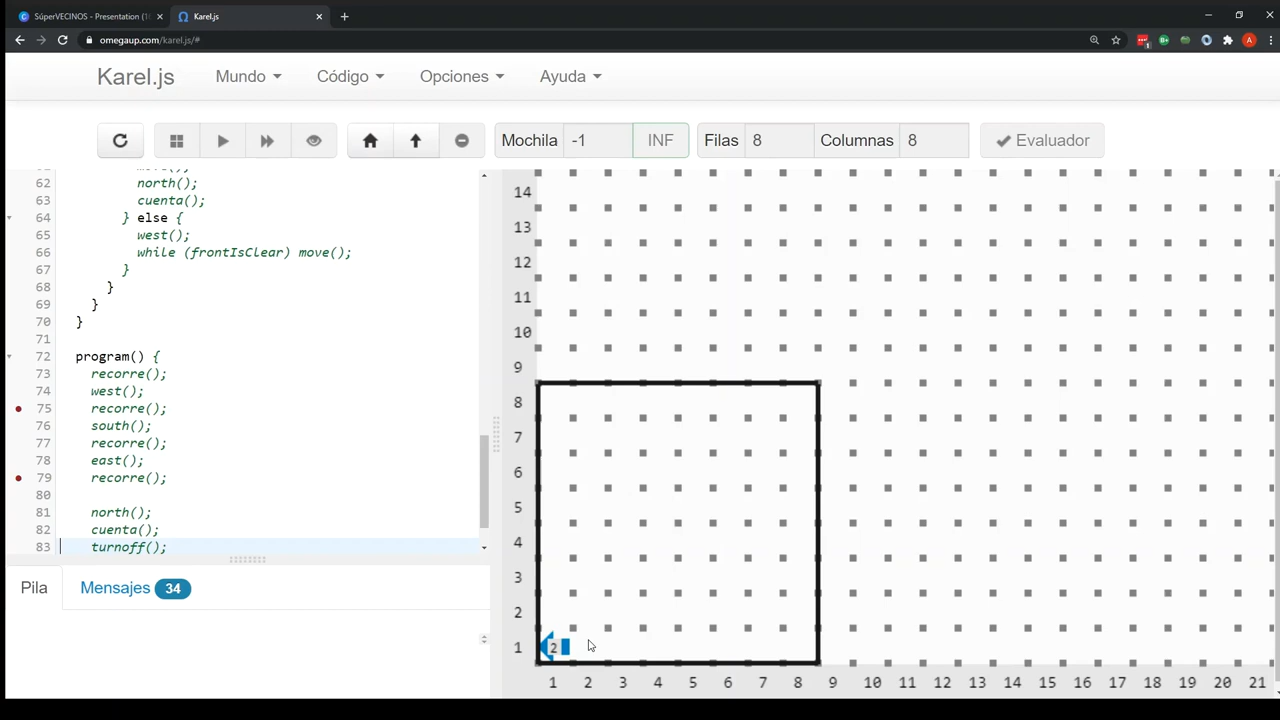 SúperVECINOS - Presentation (1
Karel.js
omegaup.com/karel.js/#
Karel.js Mundo Código Opciones Ayuda
Mochila -1 INF Filas 8 Columnas 8 Evaluador
62 north();
63 cuenta();
64 } else {
65 west();
66 while (frontIsClear) move();
67 }
68 }
69 }
70 }
71
72 program() {
73 recorre();
74 west();
75 recorre();
76 south();
77 recorre();
78 east();
79 recorre();
80
81 north();
82 cuenta();
83 turnoff();
Pila Mensajes 34
14
13
12
11
10
9
8
7
6
5
4
3
2
1 2
1 2 3 4 5 6 7 8 9 10 11 12 13 14 15 16 17 18 19 20 21